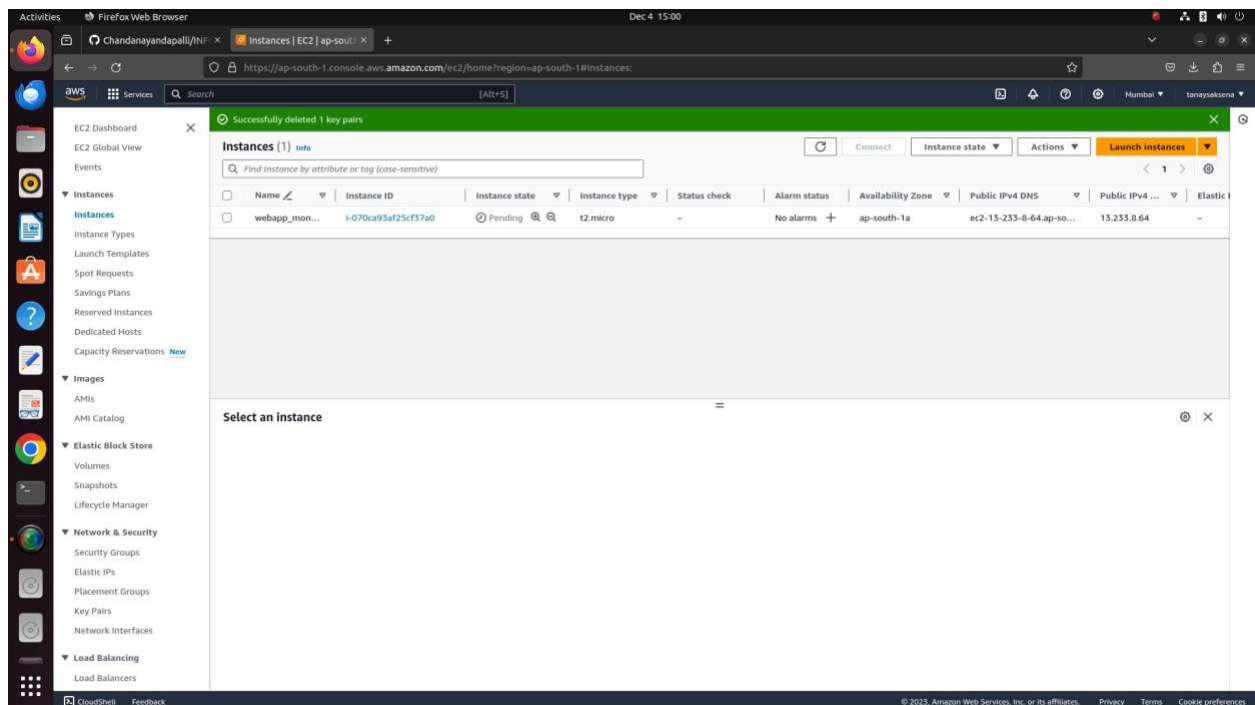 Activities Firefox Web Browser Dec 4 15:00
Chandanayandapalli/INFO Instances | EC2 | ap-south
https://ap-south-1.console.aws.amazon.com/ec2/home?region=ap-south-1#Instances:
aws Services Search [Alt+S] Mumbai tanaysaksena
Successfully deleted 1 key pairs
EC2 Dashboard
EC2 Global View
Events
Instances
Instances
Instance Types
Launch Templates
Spot Requests
Savings Plans
Reserved Instances
Dedicated Hosts
Capacity Reservations New
Images
AMIs
AMI Catalog
Elastic Block Store
Volumes
Snapshots
Lifecycle Manager
Network & Security
Security Groups
Elastic IPs
Placement Groups
Key Pairs
Network Interfaces
Load Balancing
Load Balancers
Instances (1) Info Connect Instance state Actions Launch instances
Find instance by attribute or tag (case-sensitive) 1
Name Instance ID Instance state Instance type Status check Alarm status Availability Zone Public IPv4 DNS Public IPv4 ... Elastic
webapp_mon... i-070ca93af25cf37a0 Pending t2.micro – No alarms + ap-south-1a ec2-13-233-8-64.ap-so... 13.233.8.64 –
Select an instance
CloudShell Feedback © 2023, Amazon Web Services, Inc. or its affiliates. Privacy Terms Cookie preferences